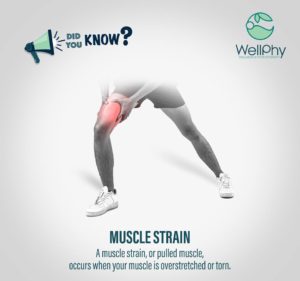 DID YOU KNOW?
WellPhy
MUSCLE STRAIN
A muscle strain, or pulled muscle,
occurs when your muscle is overstretched or torn.